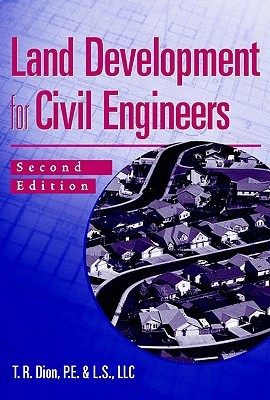 Land Development
for Civil Engineers
Second
Edition
T. R. Dion, P.E. & L.S., LLC